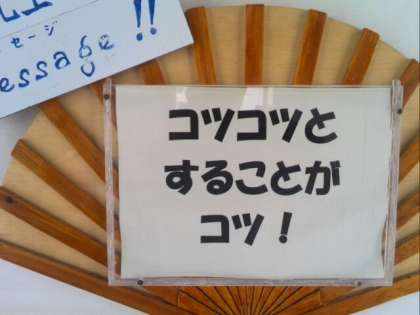 セージ
essage!!
コツコツと
することが
コツ！